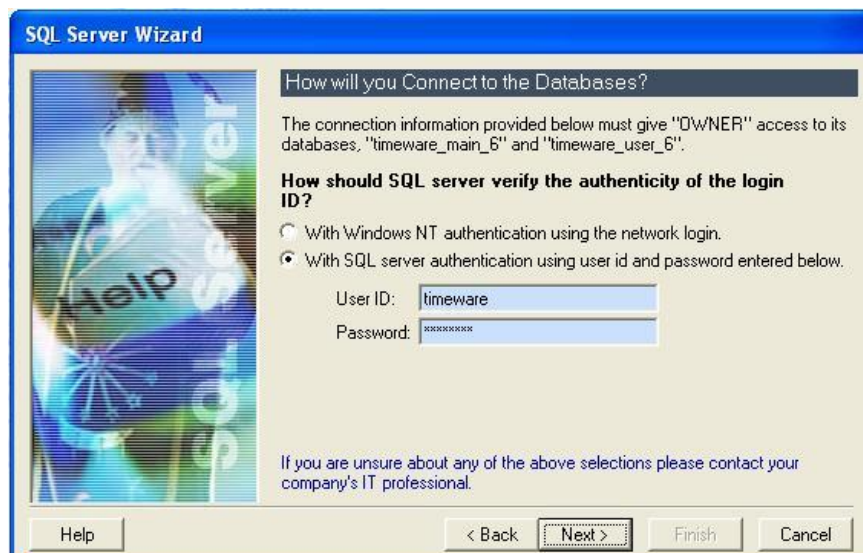 SQL Server Wizard
How will you Connect to the Databases?
The connection information provided below must give "OWNER" access to its
databases, "timeware_main_6" and "timeware_user_6".
How should SQL server verify the authenticity of the login
ID?
With Windows NT authentication using the network login.
With SQL server authentication using user id and password entered below.
User ID: timeware
Password: ********
Help
SQL Server
If you are unsure about any of the above selections please contact your
company's IT professional.
Help < Back Next > Finish Cancel